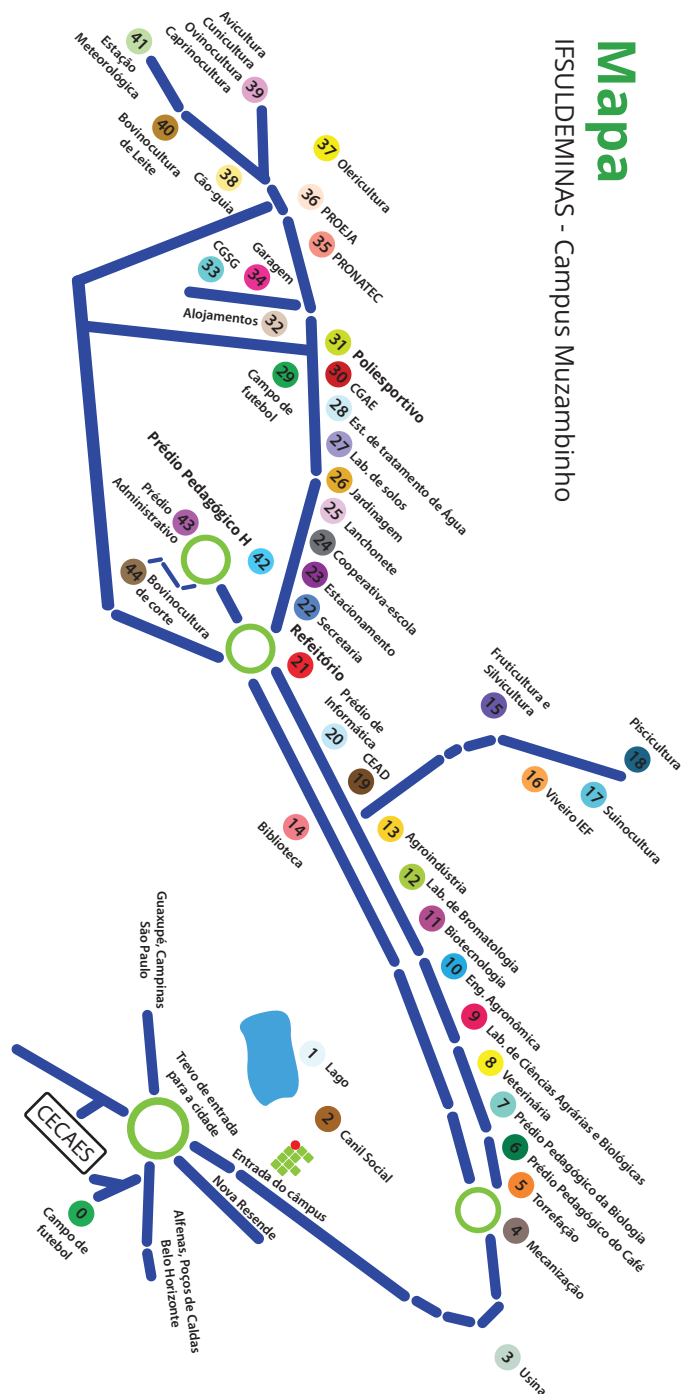 Mapa
IFSULDEMINAS - Campus Muzambinho
41
Estação
Meteorológica
Avicultura
Cunicultura
Ovinocultura
Caprinocultura
39
40
Bovinocultura
de Leite
38
Cão-guia
37
Olericultura
36
PROEJA
35
PRONATEC
34
Garagem
33
CGSG
32
Alojamentos
31
Poliesportivo
30
CGAE
29
Campo de
futebol
28
Est. de tratamento de Água
27
Lab. de solos
26
Jardinagem
25
Lanchonete
24
Cooperativa-escola
23
Estacionamento
22
Secretaria
21
Refeitório
Prédio Pedagógico H
42
43
Prédio
Administrativo
44
Bovinocultura
de corte
20
Prédio de
Informática
19
CEAD
15
Fruticultura e
Silvicultura
18
Piscicultura
17
Suinocultura
16
Viveiro IEF
14
Biblioteca
13
Agroindústria
12
Lab. de Bromatologia
11
Biotecnologia
10
Eng. Agronômica
9
Lab. de Ciências Agrárias e Biológicas
8
Veterinária
7
Prédio Pedagógico da Biologia
6
Prédio Pedagógico do Café
5
Torrefação
4
Mecanização
3
Usina
2
Canil Social
1
Lago
Guaxupé, Campinas
São Paulo
Trevo de entrada
para a cidade
Entrada do câmpus
Nova Resende
Alfenas, Poços de Caldas
Belo Horizonte
CECAES
0
Campo de
futebol